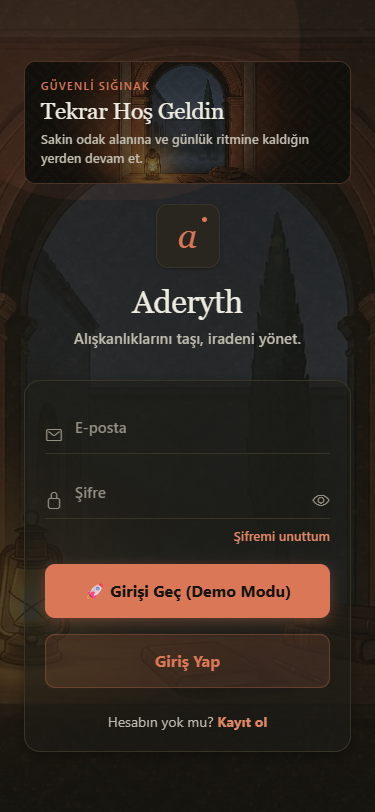 GÜVENLİ SIĞINAK
Tekrar Hoş Geldin
Sakin odak alanına ve günlük ritmine kaldığın
yerden devam et.
a
Aderyth
Alışkanlıklarını taşı, iradeni yönet.
E-posta
Şifre
Şifremi unuttum
🚀 Girişi Geç (Demo Modu)
Giriş Yap
Hesabın yok mu? Kayıt ol